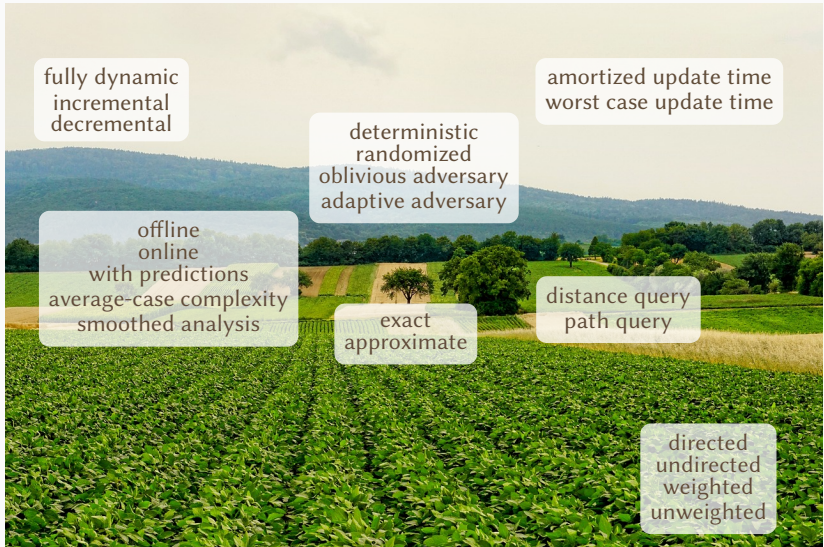 fully dynamic
incremental
decremental
amortized update time
worst case update time
deterministic
randomized
oblivious adversary
adaptive adversary
offline
online
with predictions
average-case complexity
smoothed analysis
distance query
path query
exact
approximate
directed
undirected
weighted
unweighted